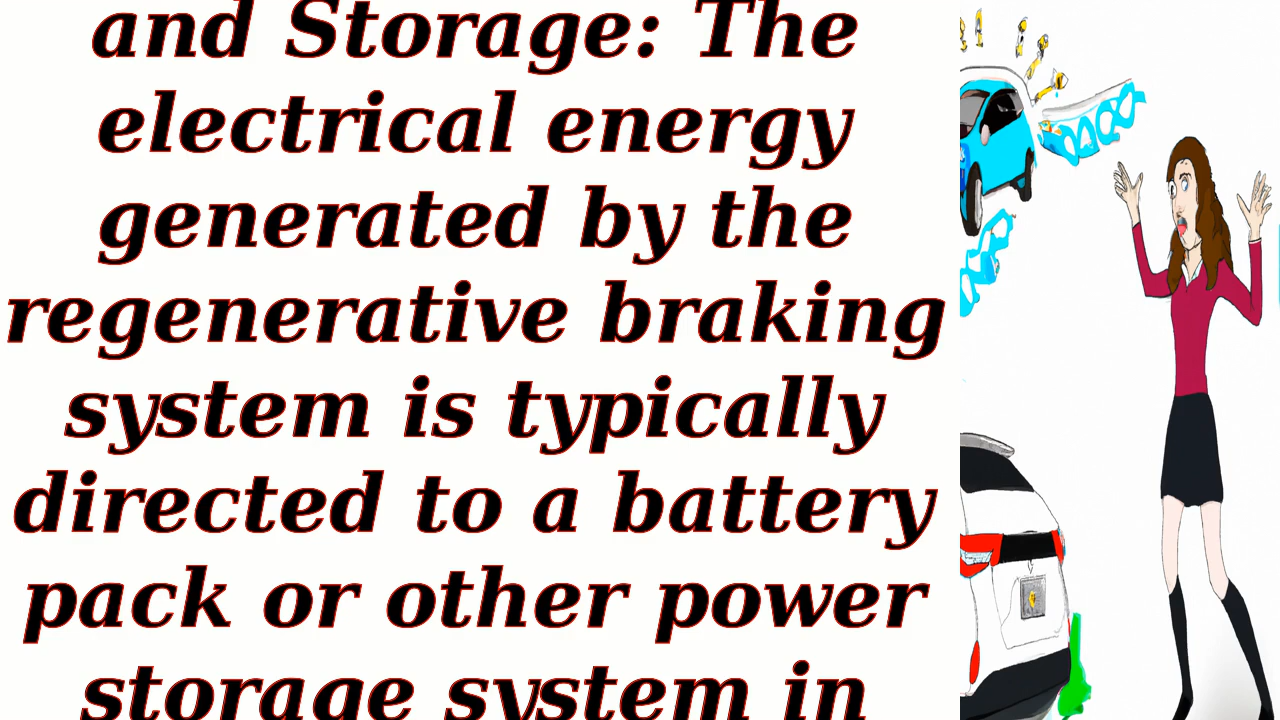 and Storage: The
electrical energy
generated by the
regenerative braking
system is typically
directed to a battery
pack or other power
storage system in